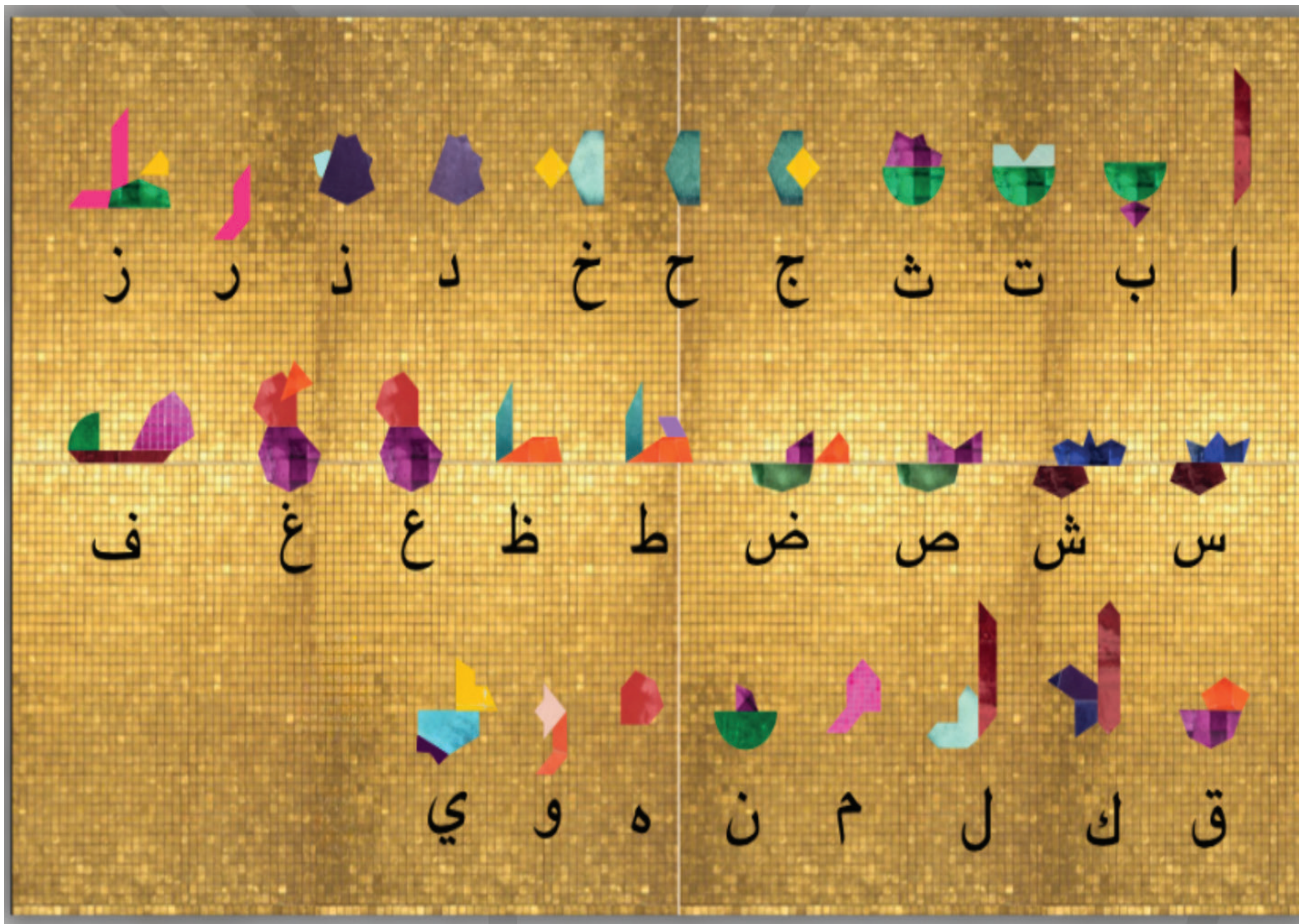 ا ب ت ث ج ح خ د ذ ر ز
س ش ص ض ط ظ ع غ ف
ق ك ل م ن ه و ي